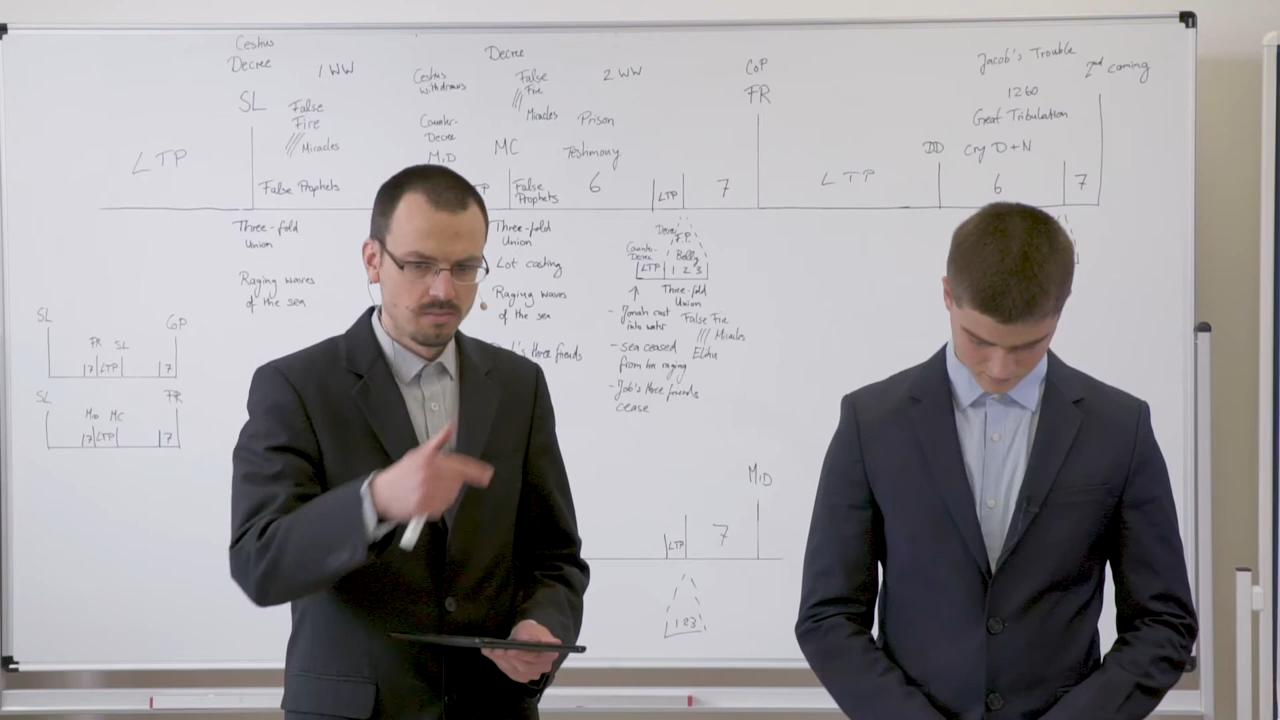 Cestius
Decree
1 WW
SL
False
Fire
Miracles
LTP
False Prophets
Cestius
withdraws
Counter-
Decree
MID
Decree
False
Fire
Miracles
2 WW
Prison
MC
Testimony
False
Prophets
6
LTP
7
CoP
FR
LTP
Jacob's Trouble
2nd coming
1260
Great Tribulation
DD
Cry D+N
6
7
Three-fold
Union
Raging waves
of the sea
Three-fold
Union
Lot casting
Raging waves
of the sea
three friends
Decree
F.P.
Counter-
Decree
Belly
LTP
1 2 3
Three-fold
Union
- Jonah cast
into water
False Fire
Miracles
- sea ceased
from her raging
Elihu
- Job's three friends
cease
SL
CoP
FR SL
7 LTP
7
SL
FR
MID MC
7 LTP
7
MID
LTP
7
1 2 3